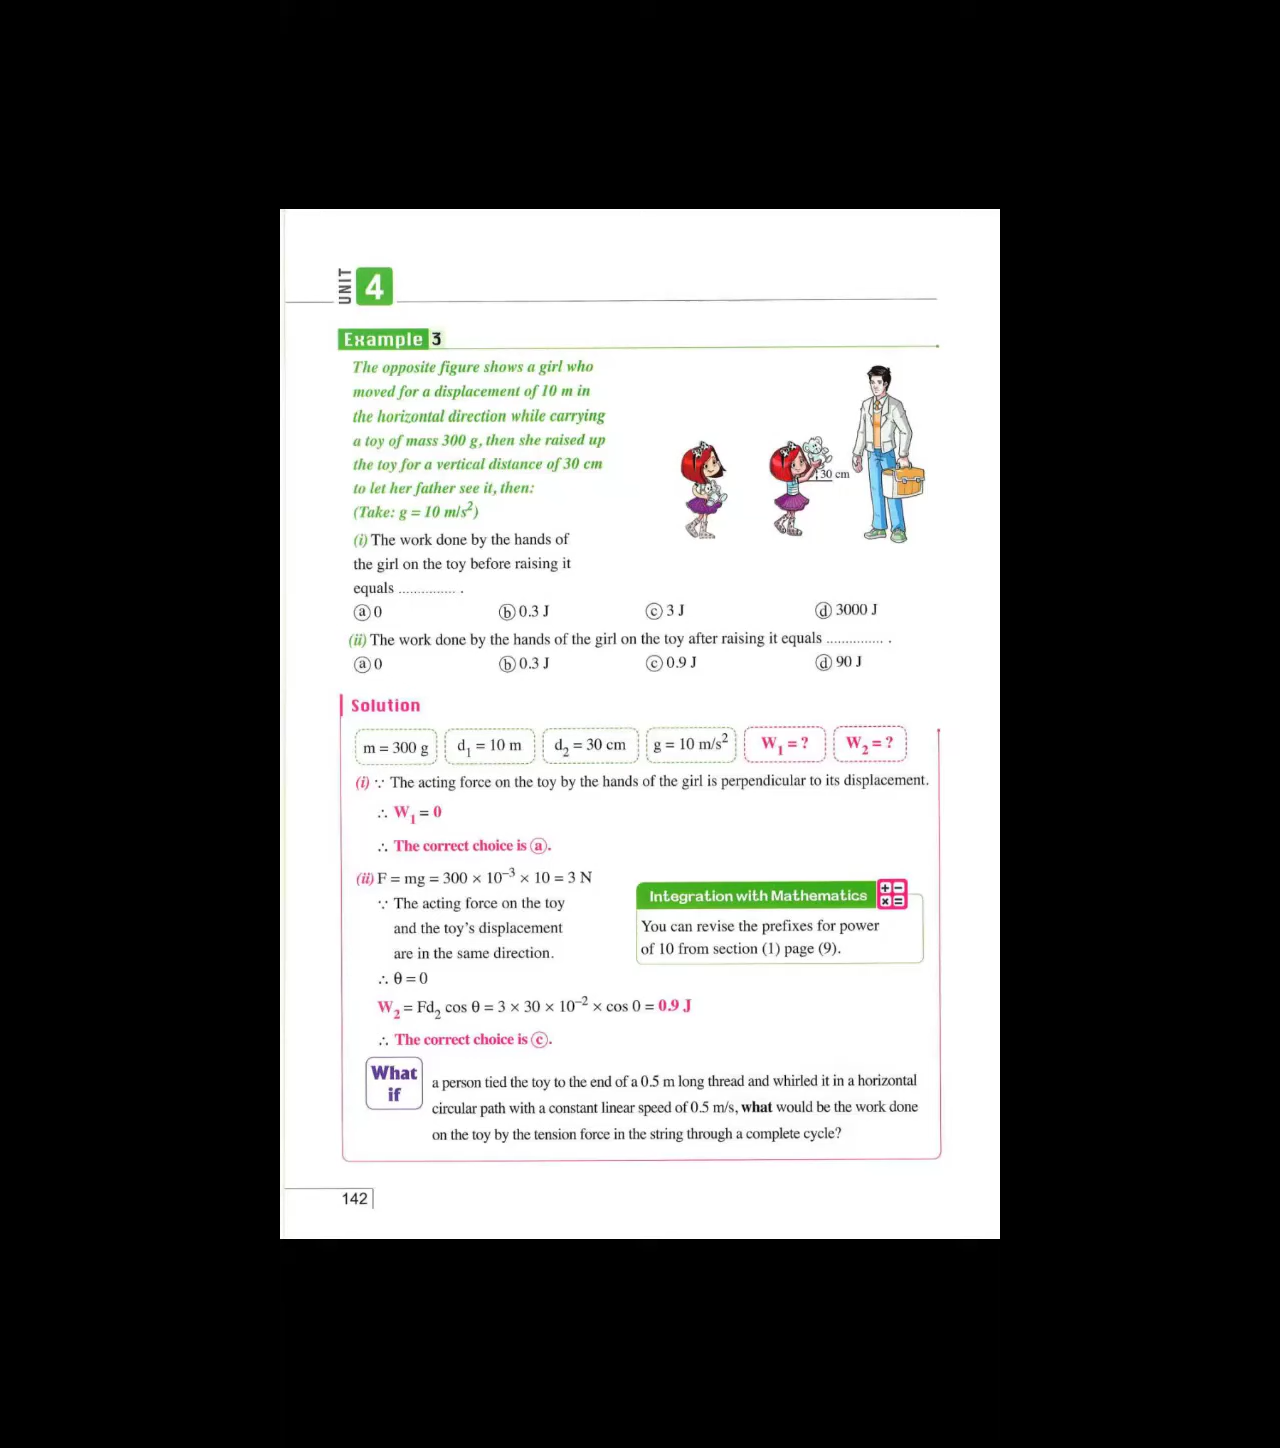 UNIT 4
Example 3
The opposite figure shows a girl who
moved for a displacement of 10 m in
the horizontal direction while carrying
a toy of mass 300 g, then she raised up
the toy for a vertical distance of 30 cm
to let her father see it, then:
(Take: g = 10 m/s²)
30 cm
(i) The work done by the hands of
the girl on the toy before raising it
equals ............... .
ⓐ 0 ⓑ 0.3 J ⓒ 3 J ⓓ 3000 J
(ii) The work done by the hands of the girl on the toy after raising it equals ............... .
ⓐ 0 ⓑ 0.3 J ⓒ 0.9 J ⓓ 90 J
Solution
m = 300 g d₁ = 10 m d₂ = 30 cm g = 10 m/s² W₁ = ? W₂ = ?
(i) ∵ The acting force on the toy by the hands of the girl is perpendicular to its displacement.
∴ W₁ = 0
∴ The correct choice is ⓐ.
(ii) F = mg = 300 × 10⁻³ × 10 = 3 N
∵ The acting force on the toy
and the toy's displacement
are in the same direction.
∴ θ = 0
Integration with Mathematics + − × =
You can revise the prefixes for power
of 10 from section (1) page (9).
W₂ = Fd₂ cos θ = 3 × 30 × 10⁻² × cos 0 = 0.9 J
∴ The correct choice is ⓒ.
What
if
a person tied the toy to the end of a 0.5 m long thread and whirled it in a horizontal
circular path with a constant linear speed of 0.5 m/s, what would be the work done
on the toy by the tension force in the string through a complete cycle?
142